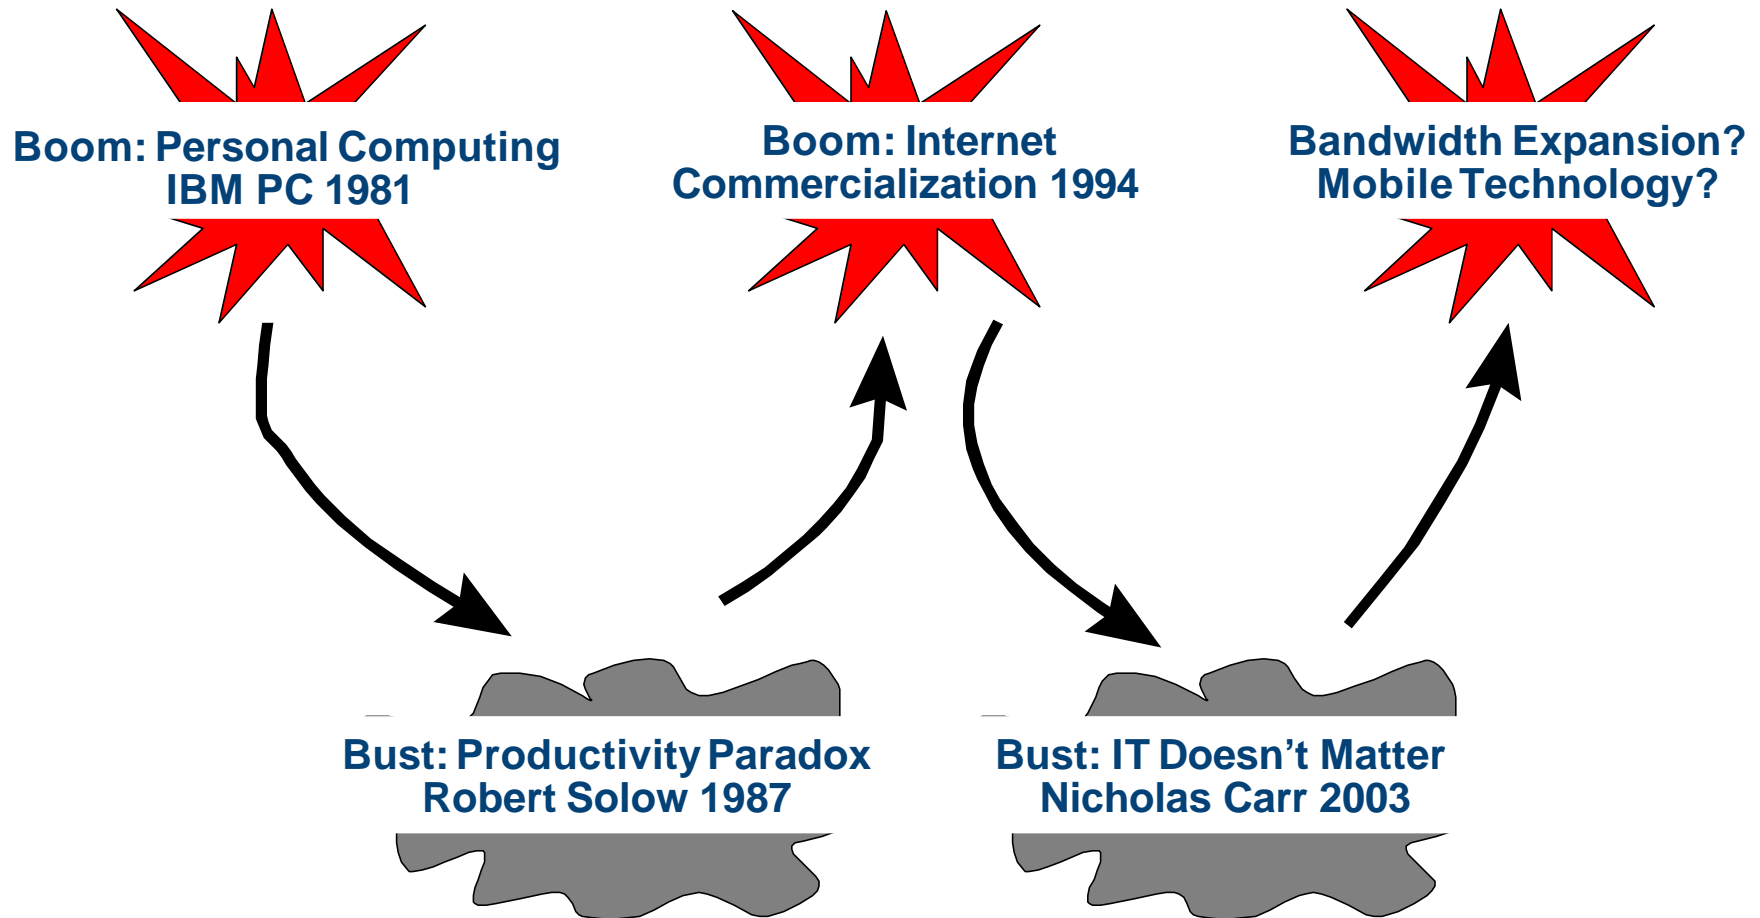 Boom: Personal Computing
IBM PC 1981
Boom: Internet
Commercialization 1994
Bandwidth Expansion?
Mobile Technology?
Bust: Productivity Paradox
Robert Solow 1987
Bust: IT Doesn’t Matter
Nicholas Carr 2003